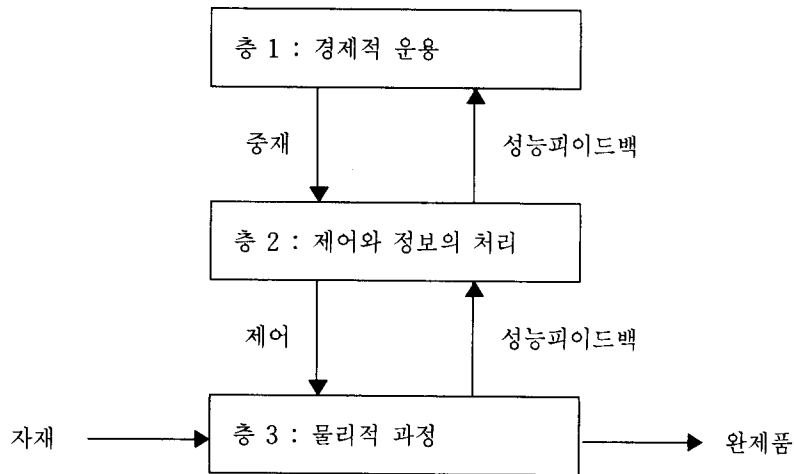 층 1 : 경제적 운용
중재
성능피이드백
층 2 : 제어와 정보의 처리
제어
성능피이드백
자재
층 3 : 물리적 과정
완제품